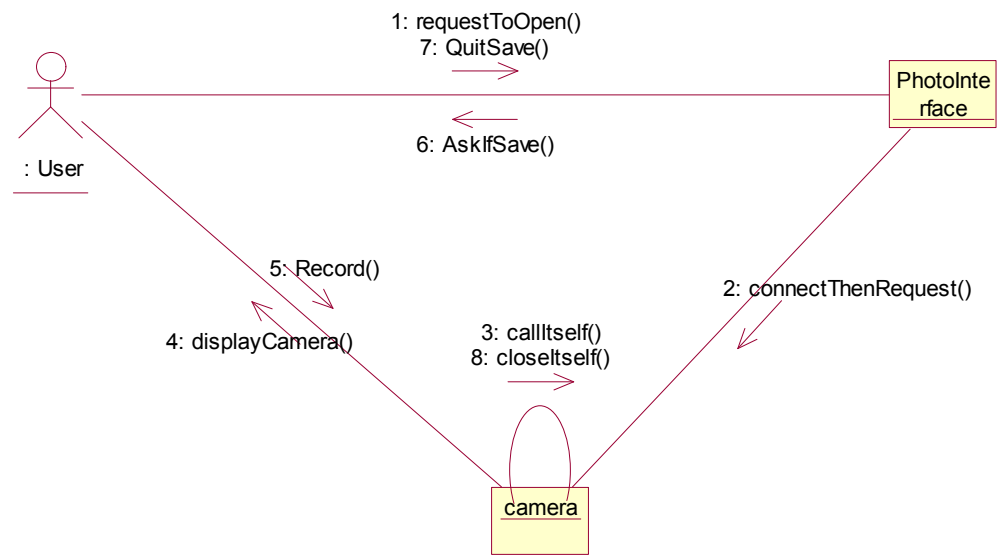 1: requestToOpen()
7: QuitSave()
PhotoInte
rface
6: AskIfSave()
: User
5: Record()
2: connectThenRequest()
4: displayCamera()
3: callItself()
8: closeItself()
camera